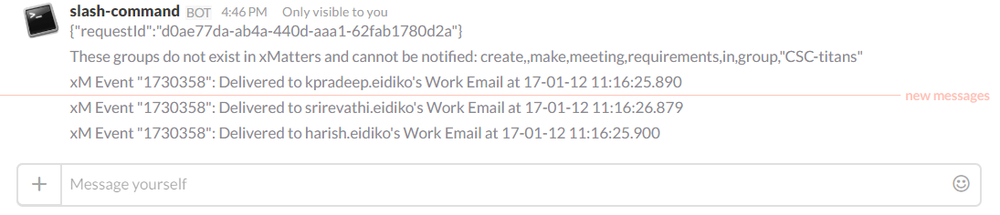 slash-command BOT 4:46 PM Only visible to you
{"requestId":"d0ae77da-ab4a-440d-aaa1-62fab1780d2a"}
These groups do not exist in xMatters and cannot be notified: create,,make,meeting,requirements,in,group,"CSC-titans"
xM Event "1730358": Delivered to kpradeep.eidiko's Work Email at 17-01-12 11:16:25.890
new messages
xM Event "1730358": Delivered to srirevathi.eidiko's Work Email at 17-01-12 11:16:26.879
xM Event "1730358": Delivered to harish.eidiko's Work Email at 17-01-12 11:16:25.900
Message yourself